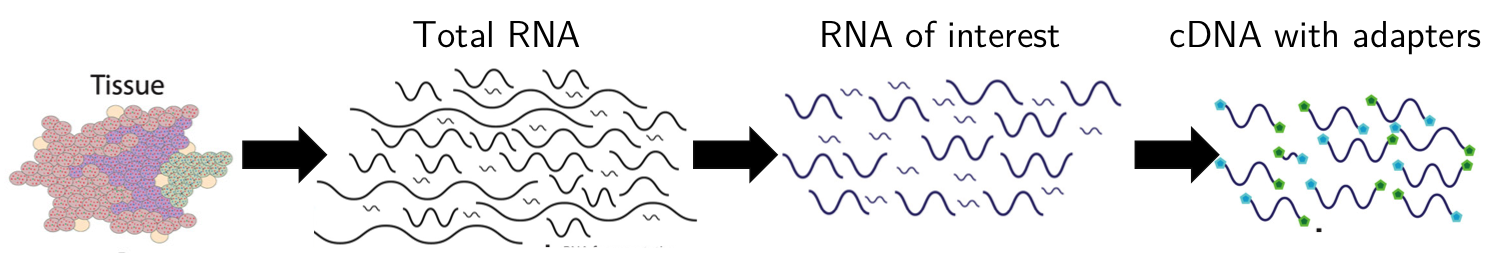 Total RNA
RNA of interest
cDNA with adapters
Tissue